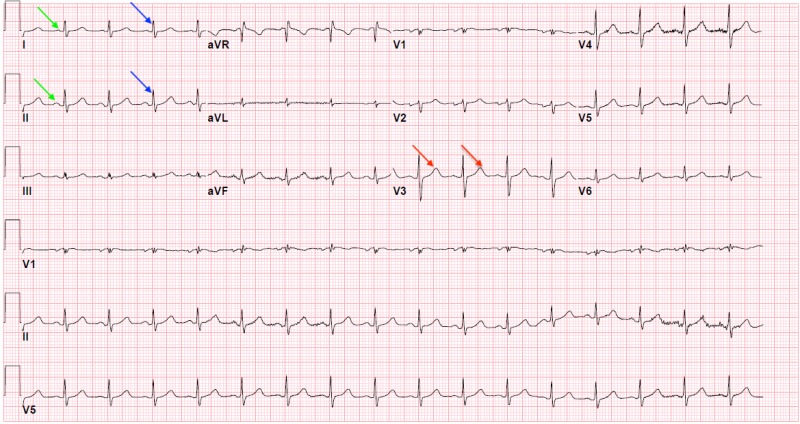 I aVR V1 V4
II aVL V2 V5
III aVF V3 V6
V1
II
V5